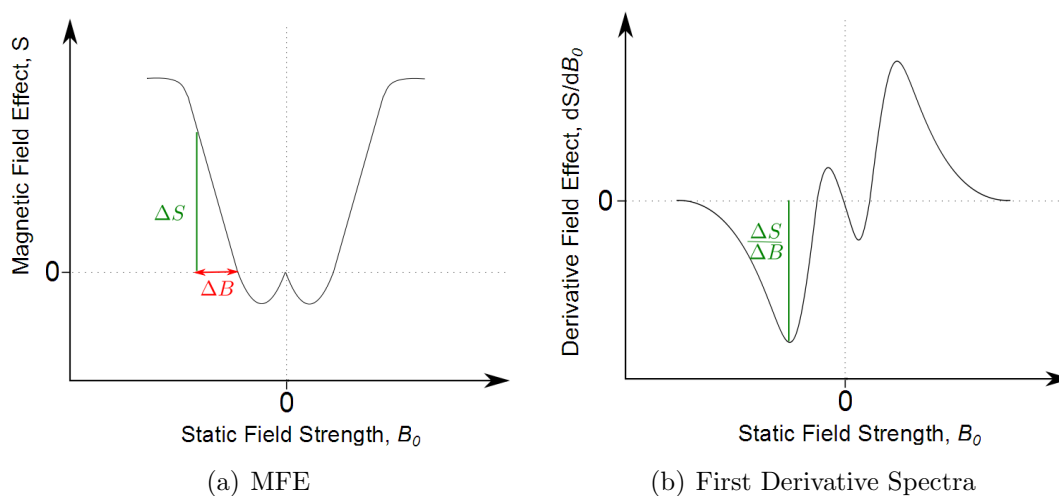 Magnetic Field Effect, S
ΔS
ΔB
0
0
Static Field Strength, B₀
(a) MFE
Derivative Field Effect, dS/dB₀
ΔS
ΔB
0
0
Static Field Strength, B₀
(b) First Derivative Spectra